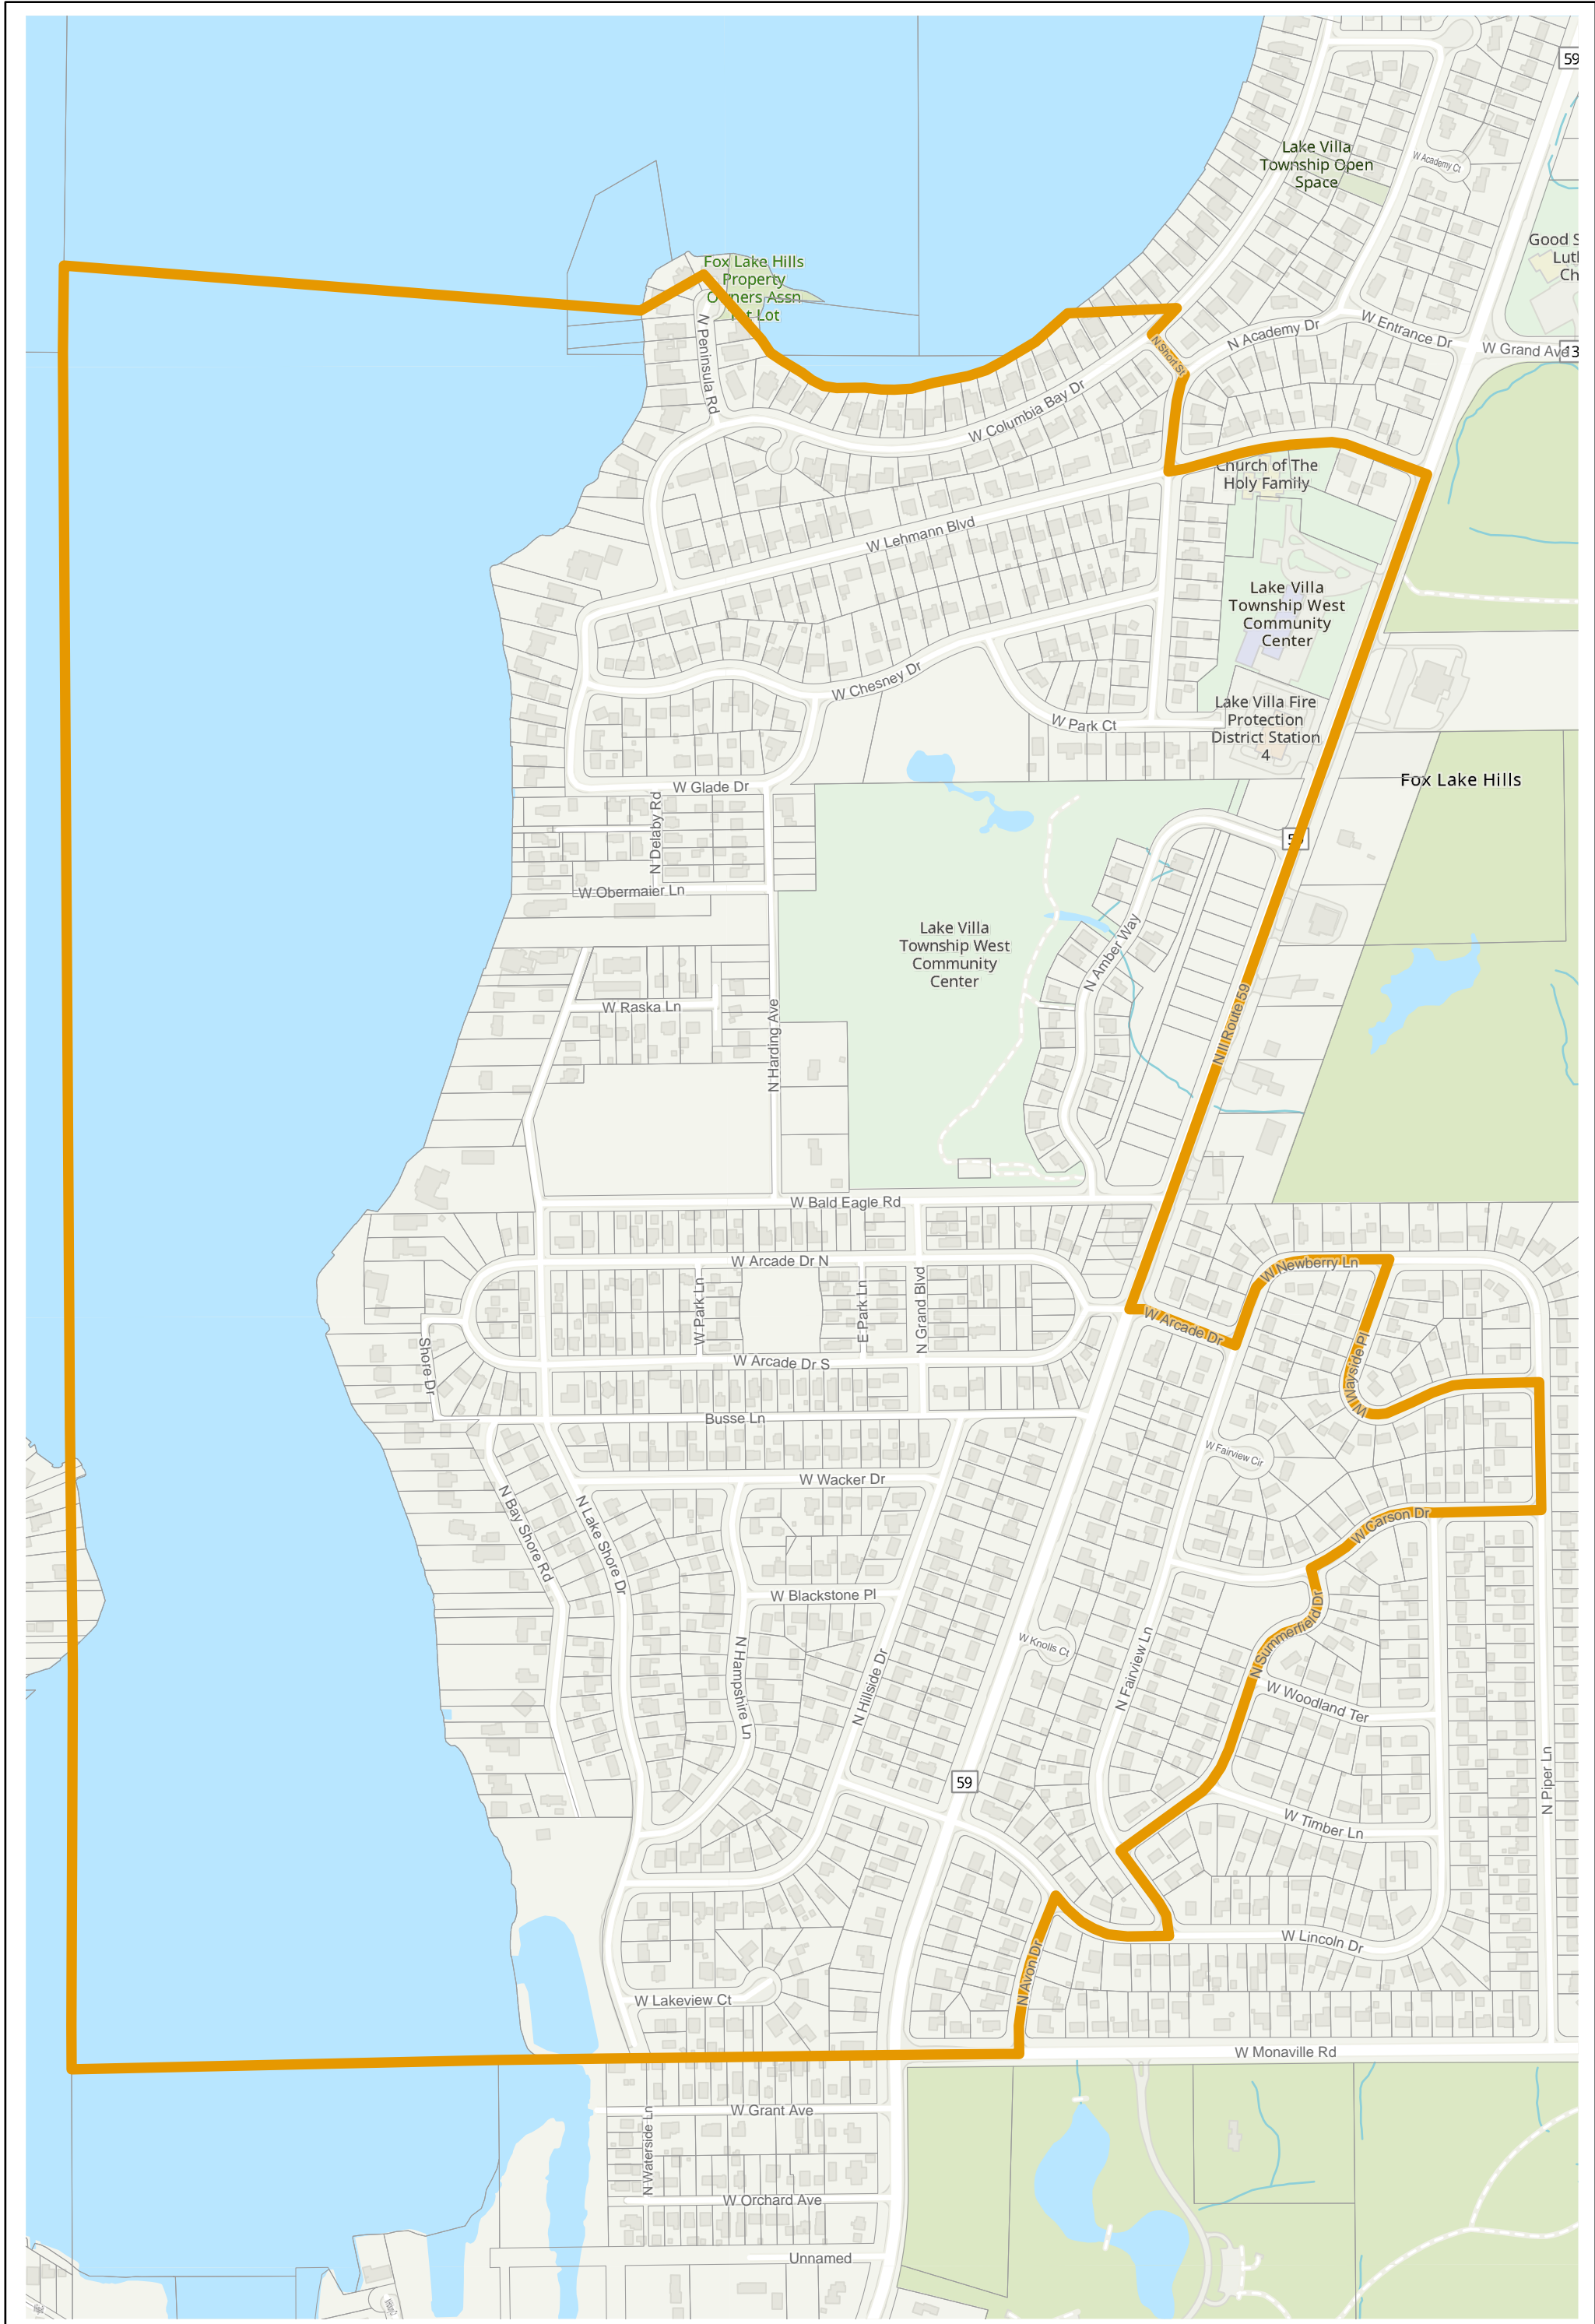 59
Lake Villa
Township Open
Space
W Academy Ct
Good S
Lut
Ch
Fox Lake Hills
Property
Owners Assn
Tot Lot
N Peninsula Rd
N Short St
N Academy Dr
W Entrance Dr
W Grand Ave
13
W Columbia Bay Dr
Church of The
Holy Family
W Lehmann Blvd
Lake Villa
Township West
Community
Center
W Chesney Dr
W Park Ct
Lake Villa Fire
Protection
District Station
4
Fox Lake Hills
W Glade Dr
N Delaby Rd
59
W Obermaier Ln
Lake Villa
Township West
Community
Center
N Amber Way
W Raska Ln
N Harding Ave
N Il Route 59
W Bald Eagle Rd
W Arcade Dr N
W Newberry Ln
W Park Ln
E Park Ln
N Grand Blvd
W Arcade Dr
Shore Dr
W Arcade Dr S
W Wayside Pl
Busse Ln
W Fairview Cir
W Wacker Dr
N Bay Shore Rd
N Lake Shore Dr
W Carson Dr
W Blackstone Pl
N Summerfield Dr
W Knolls Ct
N Hampshire Ln
N Hillside Dr
N Fairview Ln
W Woodland Ter
59
N Piper Ln
W Timber Ln
W Lincoln Dr
N Avon Dr
W Lakeview Ct
W Monaville Rd
W Grant Ave
N Waterside Ln
W Orchard Ave
Unnamed